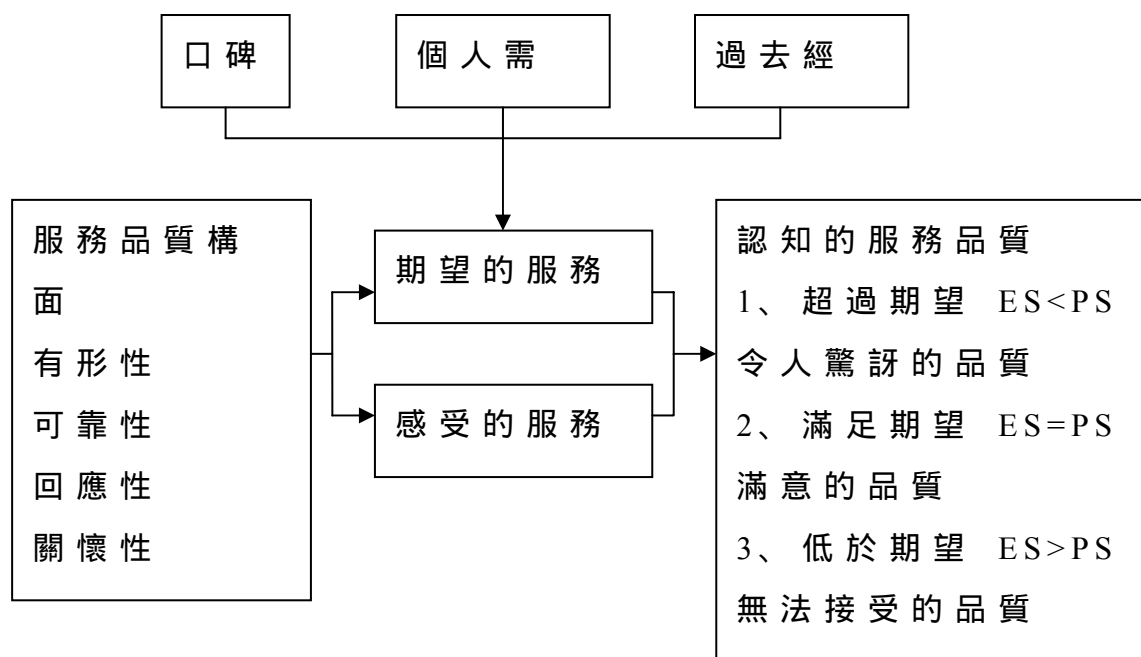 口碑
個人需
過去經
服務品質構
面
有形性
可靠性
回應性
關懷性
期望的服務
感受的服務
認知的服務品質
1、超過期望 ES<PS
令人驚訝的品質
2、滿足期望 ES=PS
滿意的品質
3、低於期望 ES>PS
無法接受的品質